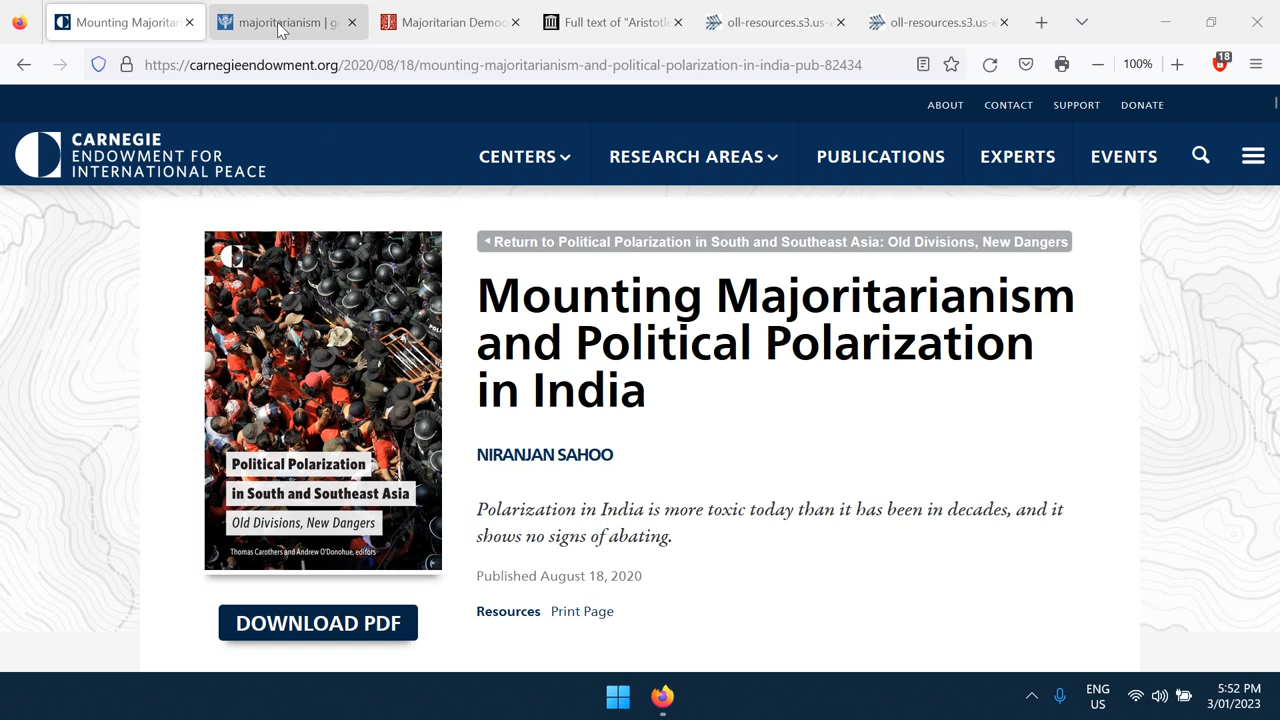 Mounting Majoritar
majoritarianism | g
Majoritarian Democ
Full text of "Aristotle
oll-resources.s3.us-e
oll-resources.s3.us-e
https://carnegieendowment.org/2020/08/18/mounting-majoritarianism-and-political-polarization-in-india-pub-82434
100%
18
ABOUT CONTACT SUPPORT DONATE
CARNEGIE
ENDOWMENT FOR
INTERNATIONAL PEACE
CENTERS RESEARCH AREAS PUBLICATIONS EXPERTS EVENTS
Return to Political Polarization in South and Southeast Asia: Old Divisions, New Dangers
Mounting Majoritarianism
and Political Polarization
in India
NIRANJAN SAHOO
Polarization in India is more toxic today than it has been in decades, and it
shows no signs of abating.
Published August 18, 2020
Resources Print Page
Political Polarization
in South and Southeast Asia
Old Divisions, New Dangers
Thomas Carothers and Andrew O'Donohue, editors
DOWNLOAD PDF
ENG
US
5:52 PM
3/01/2023